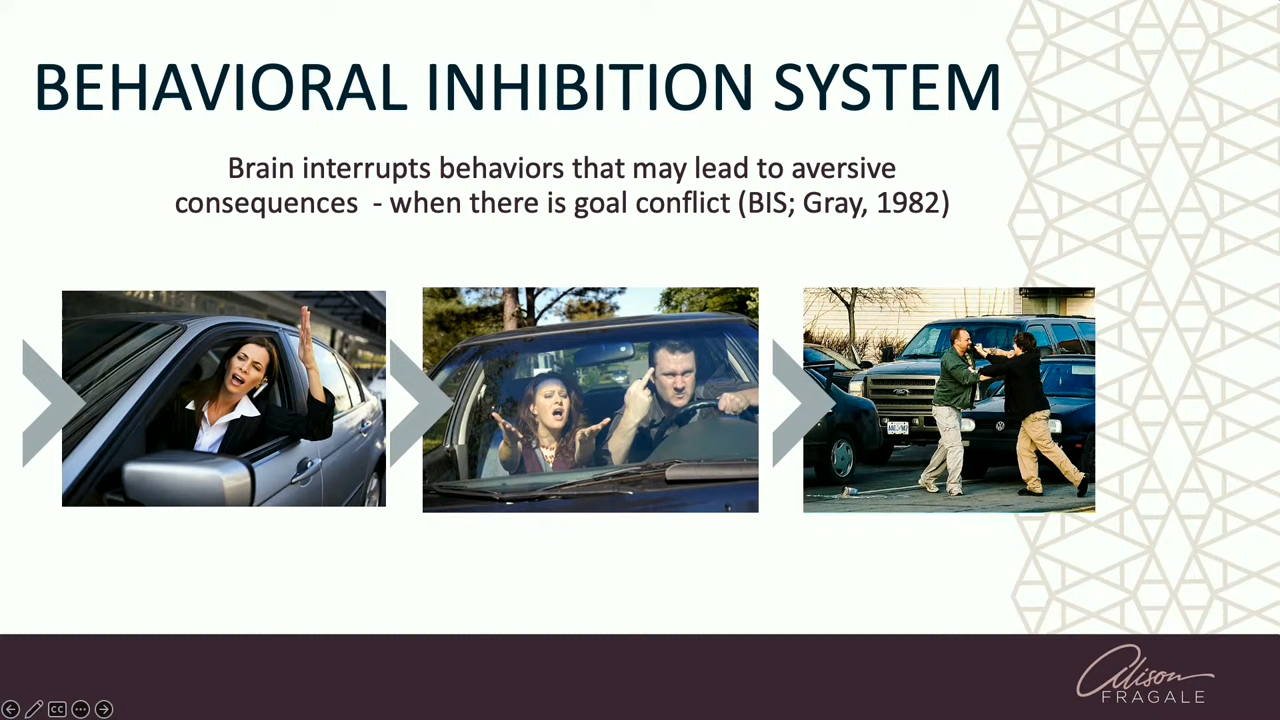 BEHAVIORAL INHIBITION SYSTEM
Brain interrupts behaviors that may lead to aversive
consequences - when there is goal conflict (BIS; Gray, 1982)
Alison
FRAGALE
CC